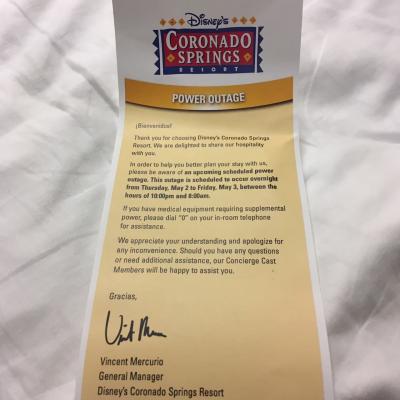 Disney's
CORONADO
SPRINGS
RESORT
POWER OUTAGE
¡Bienvenidos!
Thank you for choosing Disney's Coronado Springs
Resort. We are delighted to share our hospitality
with you.
In order to help you better plan your stay with us,
please be aware of an upcoming scheduled power
outage. This outage is scheduled to occur overnight
from Thursday, May 2 to Friday, May 3, between the
hours of 10:00pm and 6:00am.
If you have medical equipment requiring supplemental
power, please dial "0" on your in-room telephone
for assistance.
We appreciate your understanding and apologize for
any inconvenience. Should you have any questions
or need additional assistance, our Concierge Cast
Members will be happy to assist you.
Gracias,
Vincent Mercurio
General Manager
Disney's Coronado Springs Resort